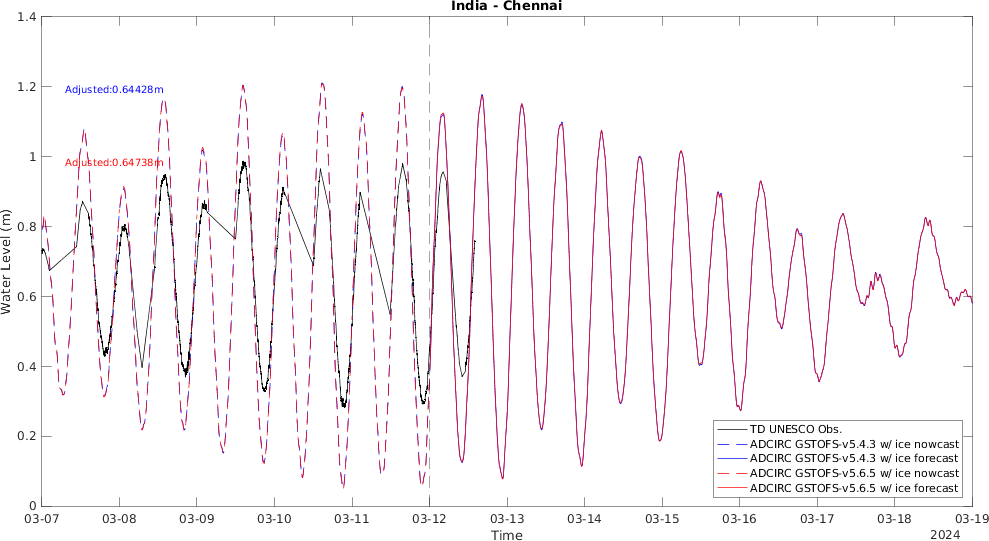 India - Chennai
1.4
1.2
1
0.8
0.6
0.4
0.2
0
Water Level (m)
Adjusted:0.64428m
Adjusted:0.64738m
TD UNESCO Obs.
ADCIRC GSTOFS-v5.4.3 w/ ice nowcast
ADCIRC GSTOFS-v5.4.3 w/ ice forecast
ADCIRC GSTOFS-v5.6.5 w/ ice nowcast
ADCIRC GSTOFS-v5.6.5 w/ ice forecast
03-07 03-08 03-09 03-10 03-11 03-12 03-13 03-14 03-15 03-16 03-17 03-18 03-19
Time
2024